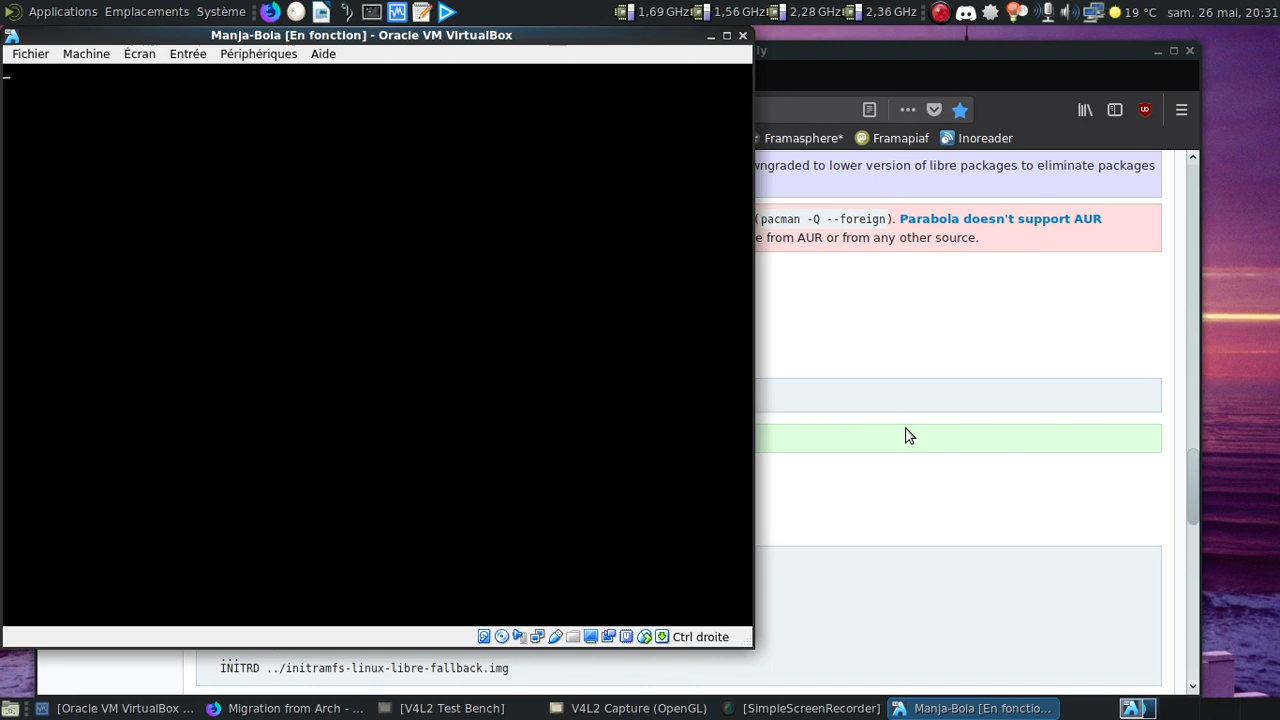 Applications Emplacements Système 1,69 GHz 1,56 GHz 2,28 GHz 2,36 GHz 19 °C sam. 26 mai, 20:31
Manja-Bola [En fonction] - Oracle VM VirtualBox
ly
Fichier Machine Écran Entrée Périphériques Aide
Framasphere* Framapiaf Inoreader
wngraded to lower version of libre packages to eliminate packages
(pacman -Q --foreign). Parabola doesn't support AUR
e from AUR or from any other source.
Ctrl droite
...
INITRD ../initramfs-linux-libre-fallback.img
[Oracle VM VirtualBox ... Migration from Arch - ... [V4L2 Test Bench] V4L2 Capture (OpenGL) [SimpleScreenRecorder] Manja-Bola [En fonctio...